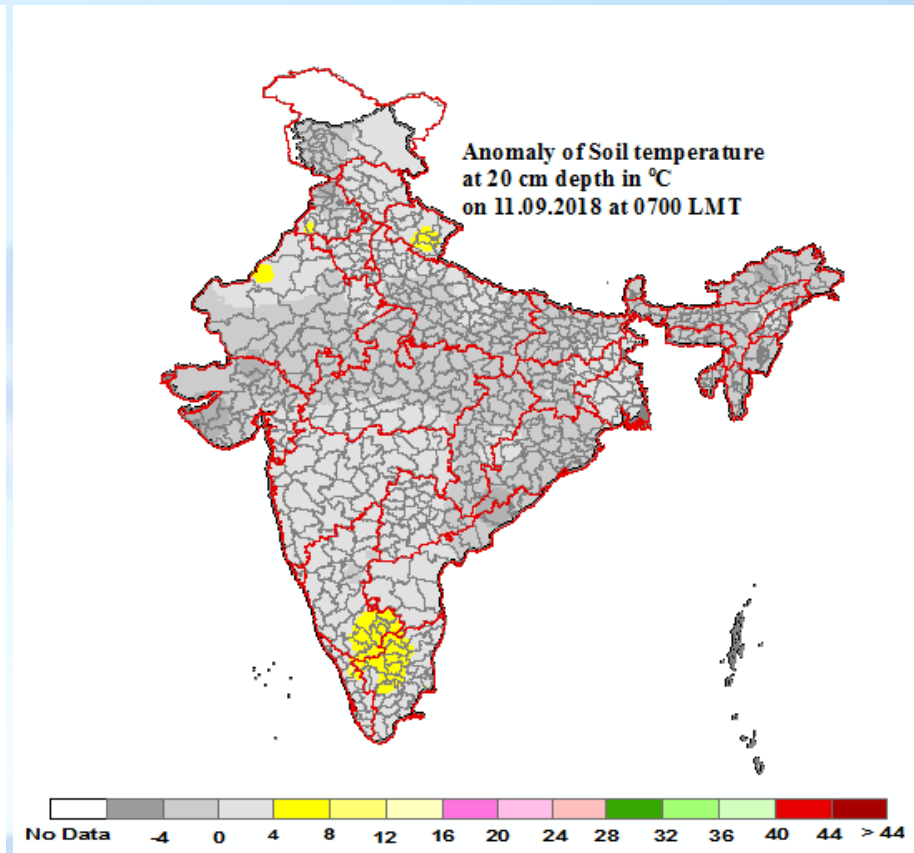 Anomaly of Soil temperature
at 20 cm depth in °C
on 11.09.2018 at 0700 LMT
No Data -4 0 4 8 12 16 20 24 28 32 36 40 44 > 44